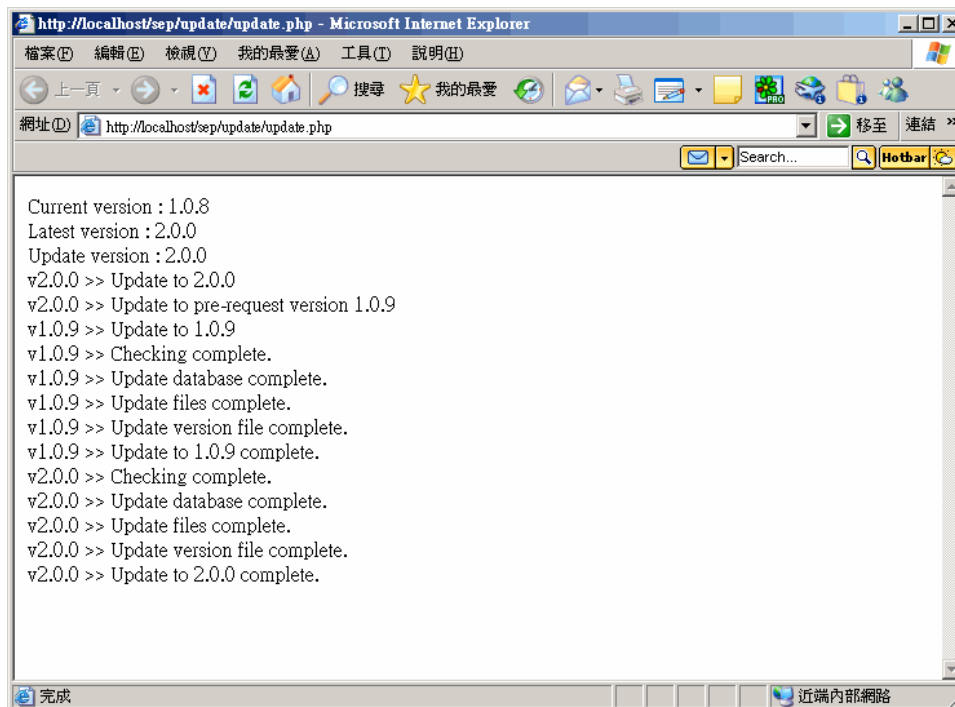 http://localhost/sep/update/update.php - Microsoft Internet Explorer
檔案(F) 編輯(E) 檢視(V) 我的最愛(A) 工具(T) 說明(H)
上一頁 搜尋 我的最愛 PRO
網址(D) http://localhost/sep/update/update.php 移至 連結 »
Search... Hotbar
Current version : 1.0.8
Latest version : 2.0.0
Update version : 2.0.0
v2.0.0 >> Update to 2.0.0
v2.0.0 >> Update to pre-request version 1.0.9
v1.0.9 >> Update to 1.0.9
v1.0.9 >> Checking complete.
v1.0.9 >> Update database complete.
v1.0.9 >> Update files complete.
v1.0.9 >> Update version file complete.
v1.0.9 >> Update to 1.0.9 complete.
v2.0.0 >> Checking complete.
v2.0.0 >> Update database complete.
v2.0.0 >> Update files complete.
v2.0.0 >> Update version file complete.
v2.0.0 >> Update to 2.0.0 complete.
完成 近端內部網路